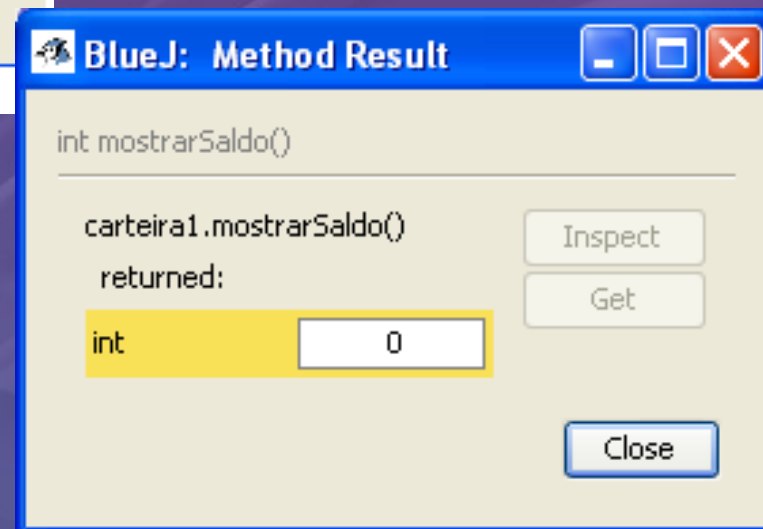 BlueJ: Method Result
int mostrarSaldo()
carteira1.mostrarSaldo()
returned:
int 0
Inspect
Get
Close